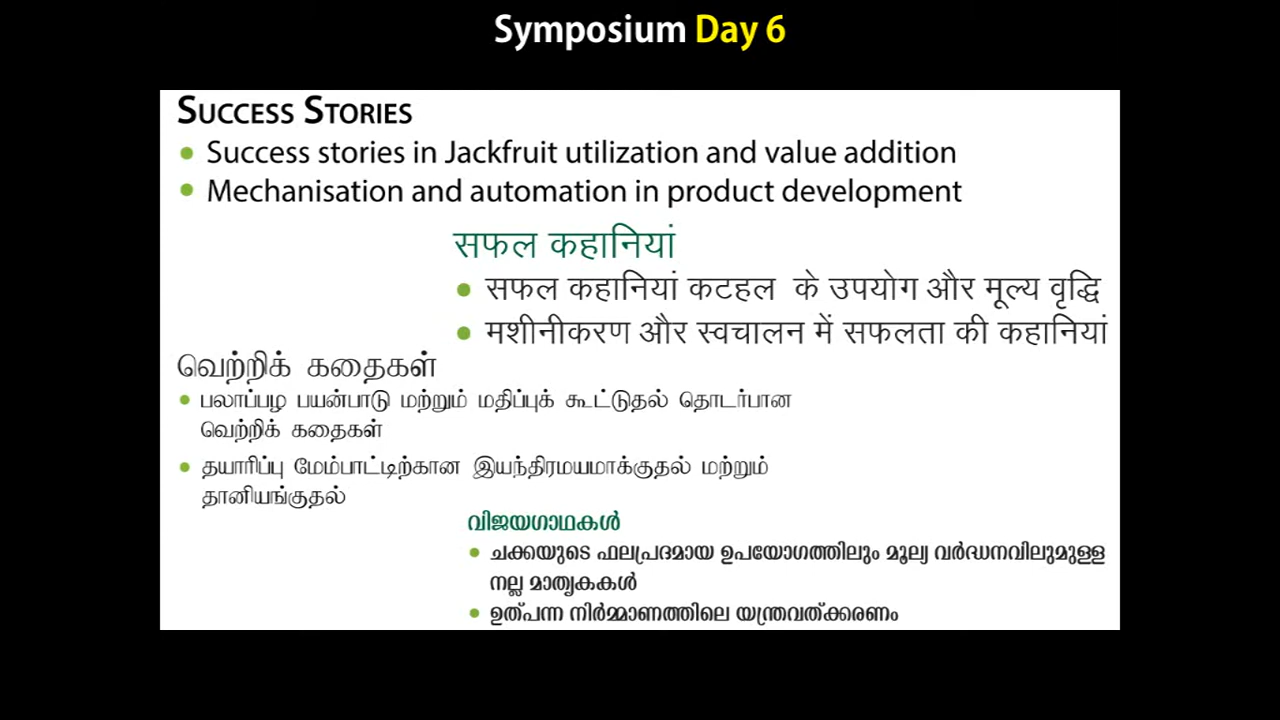 Symposium Day 6
SUCCESS STORIES
• Success stories in Jackfruit utilization and value addition
• Mechanisation and automation in product development
सफल कहानियां
• सफल कहानियां कटहल के उपयोग और मूल्य वृद्धि
• मशीनीकरण और स्वचालन में सफलता की कहानियां
வெற்றிக் கதைகள்
• பலாப்பழ பயன்பாடு மற்றும் மதிப்புக் கூட்டுதல் தொடர்பான
வெற்றிக் கதைகள்
• தயாரிப்பு மேம்பாட்டிற்கான இயந்திரமயமாக்குதல் மற்றும்
தானியங்குதல்
വിജയഗാഥകൾ
• ചക്കയുടെ ഫലപ്രദമായ ഉപയോഗത്തിലും മൂല്യ വർദ്ധനവിലുമുള്ള
നല്ല മാതൃകകൾ
• ഉത്പന്ന നിർമ്മാണത്തിലെ യന്ത്രവത്ക്കരണം